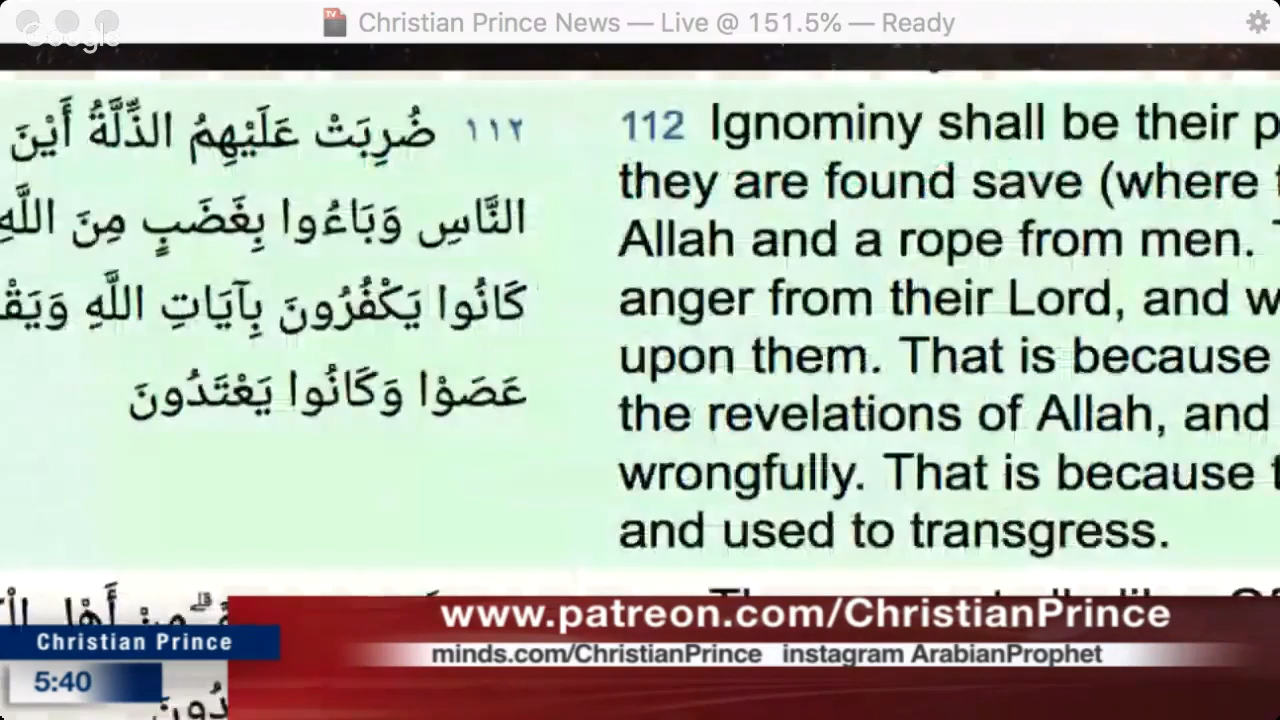 Christian Prince News — Live @ 151.5% — Ready
Google
١١٢ ضُرِبَتْ عَلَيْهِمُ الذِّلَّةُ أَيْنَ
النَّاسِ وَبَاءُوا بِغَضَبٍ مِنَ اللَّهِ
كَانُوا يَكْفُرُونَ بِآيَاتِ اللَّهِ وَيَقْ
عَصَوْا وَكَانُوا يَعْتَدُونَ
112 Ignominy shall be their p
they are found save (where t
Allah and a rope from men. T
anger from their Lord, and w
upon them. That is because
the revelations of Allah, and
wrongfully. That is because t
and used to transgress.
www.patreon.com/ChristianPrince
minds.com/ChristianPrince instagram ArabianProphet
Christian Prince
5:40